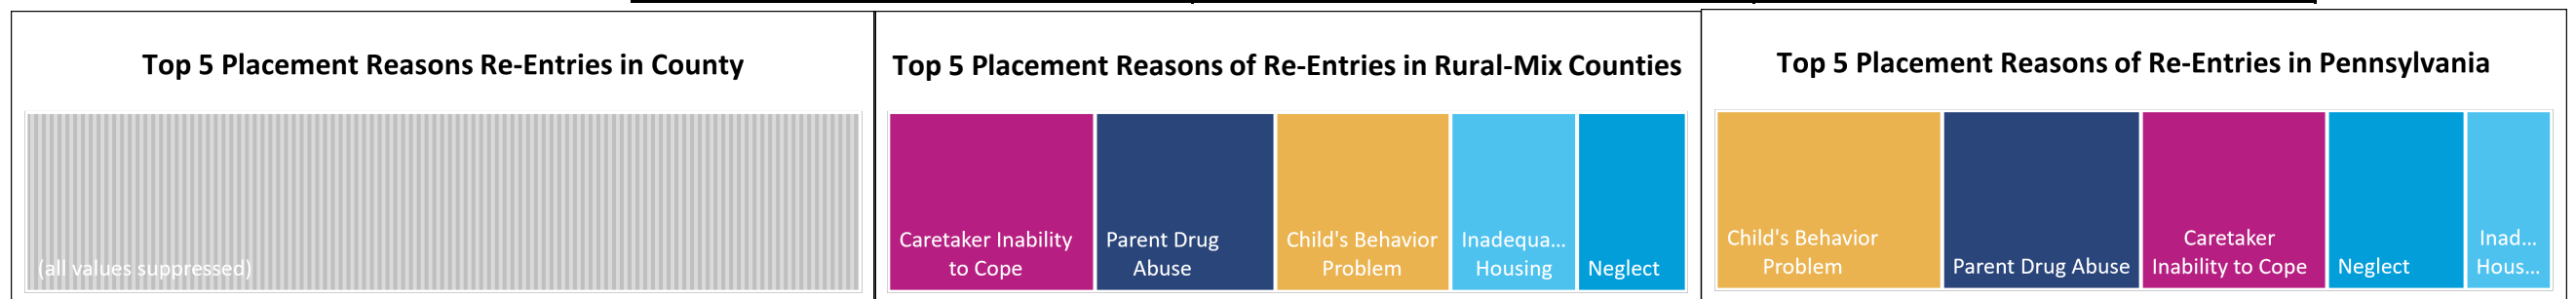 Top 5 Placement Reasons Re-Entries in County
(all values suppressed)
Top 5 Placement Reasons of Re-Entries in Rural-Mix Counties
Caretaker Inability
to Cope
Parent Drug
Abuse
Child's Behavior
Problem
Inadequa...
Housing
Neglect
Top 5 Placement Reasons of Re-Entries in Pennsylvania
Child's Behavior
Problem
Parent Drug Abuse
Caretaker
Inability to Cope
Neglect
Inad...
Hous...